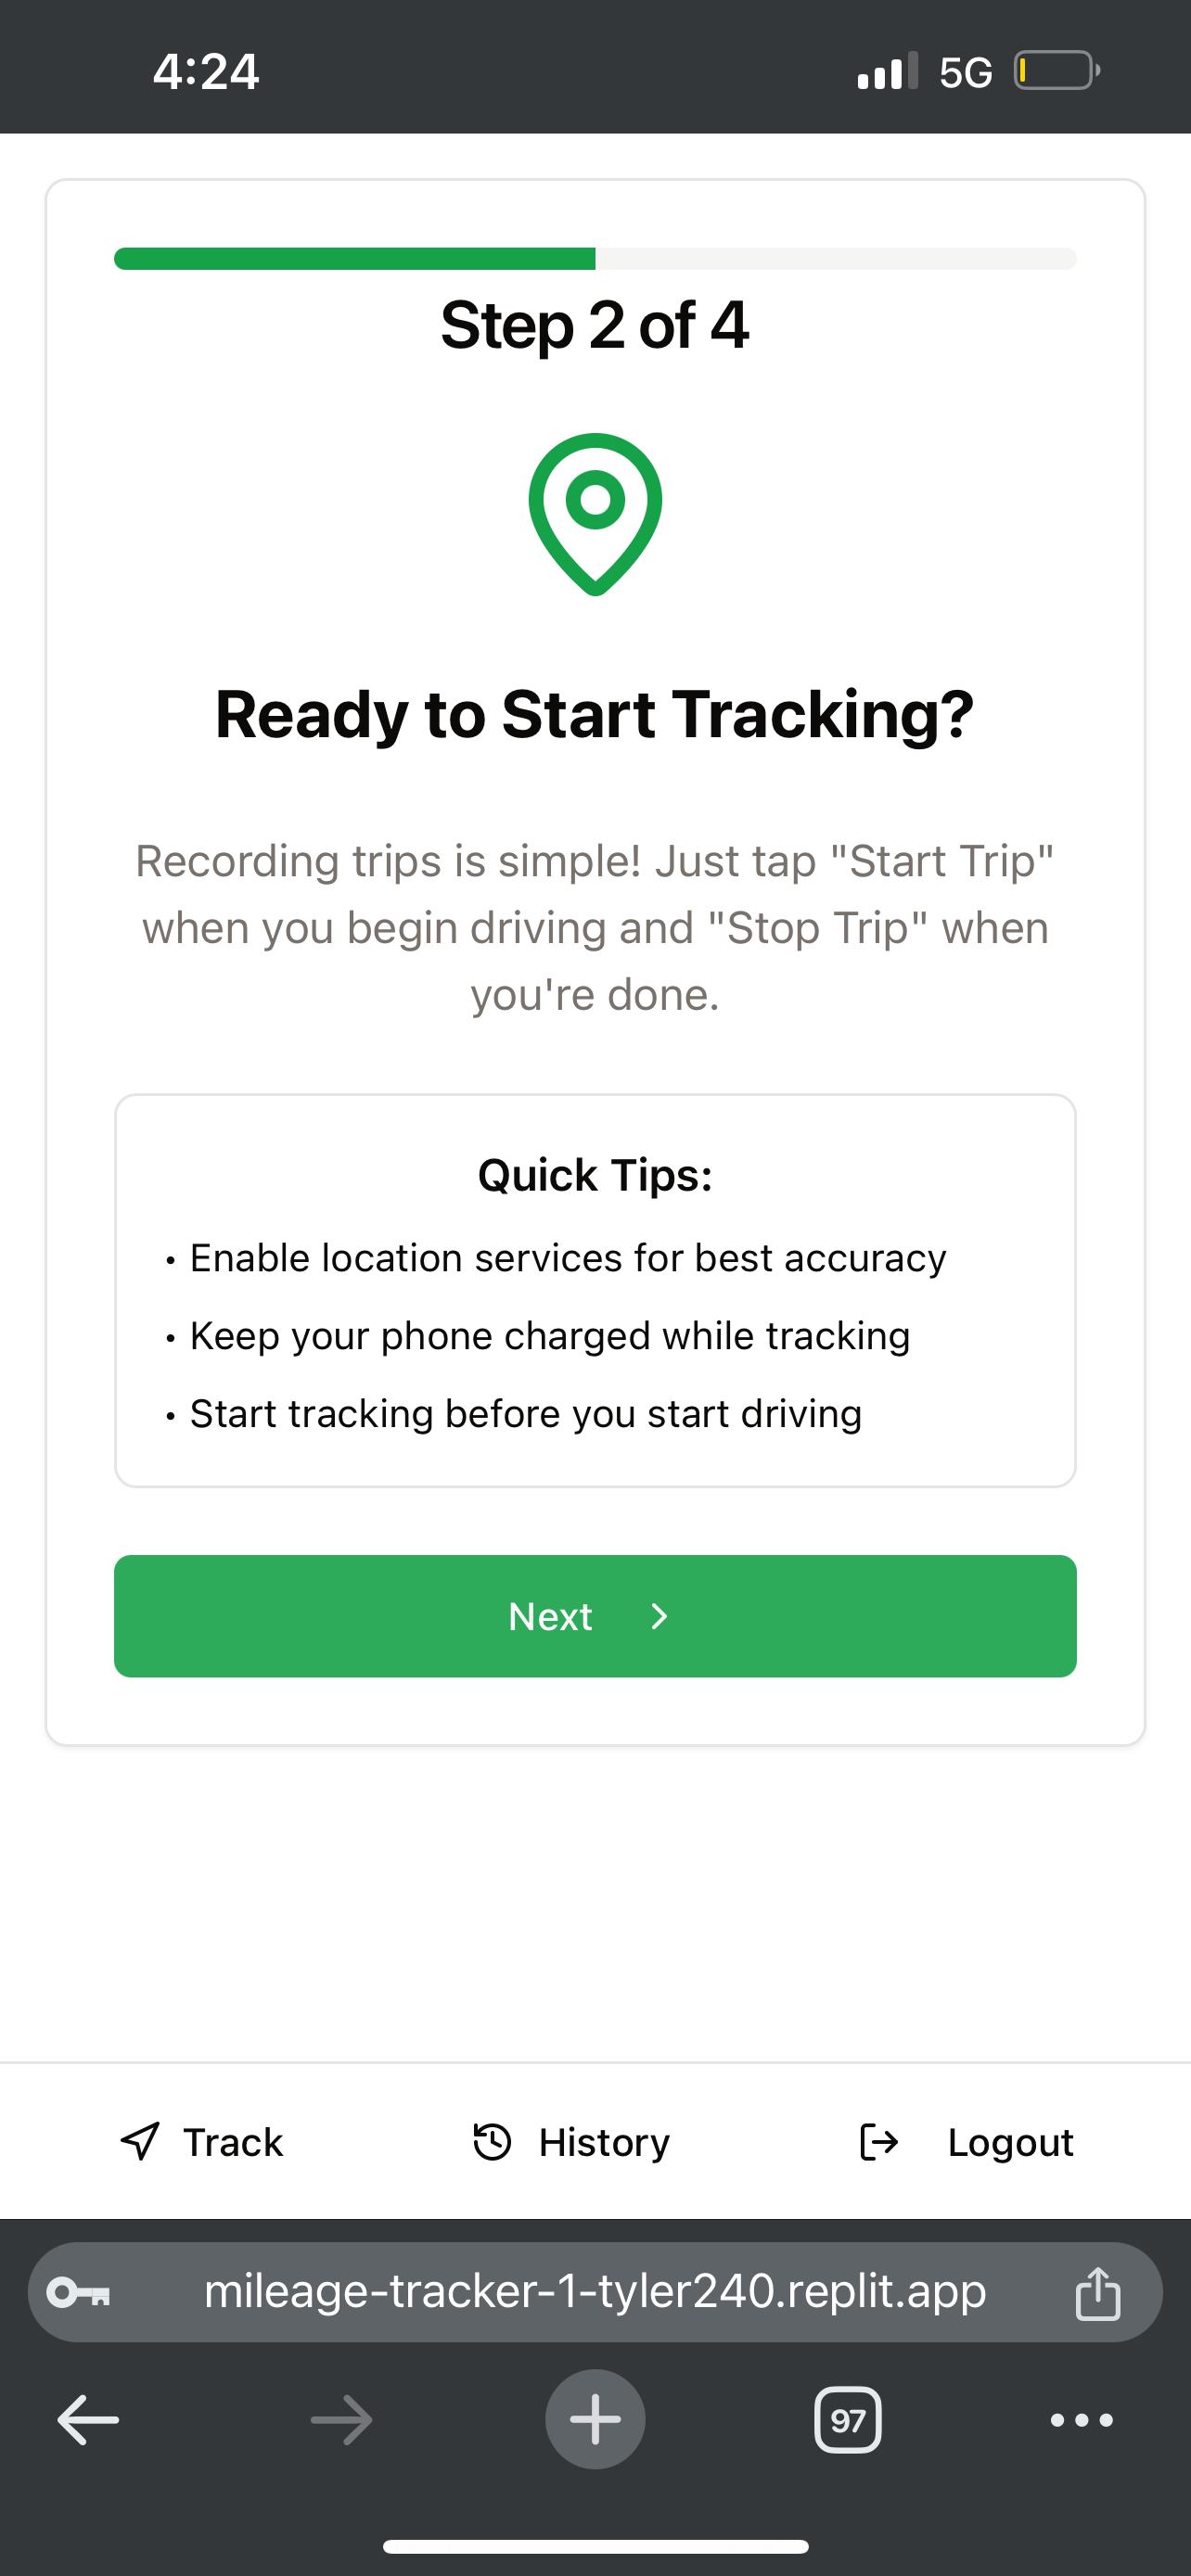 4:24
5G
Step 2 of 4
Ready to Start Tracking?
Recording trips is simple! Just tap "Start Trip"
when you begin driving and "Stop Trip" when
you're done.
Quick Tips:
• Enable location services for best accuracy
• Keep your phone charged while tracking
• Start tracking before you start driving
Next
Track
History
Logout
mileage-tracker-1-tyler240.replit.app
97